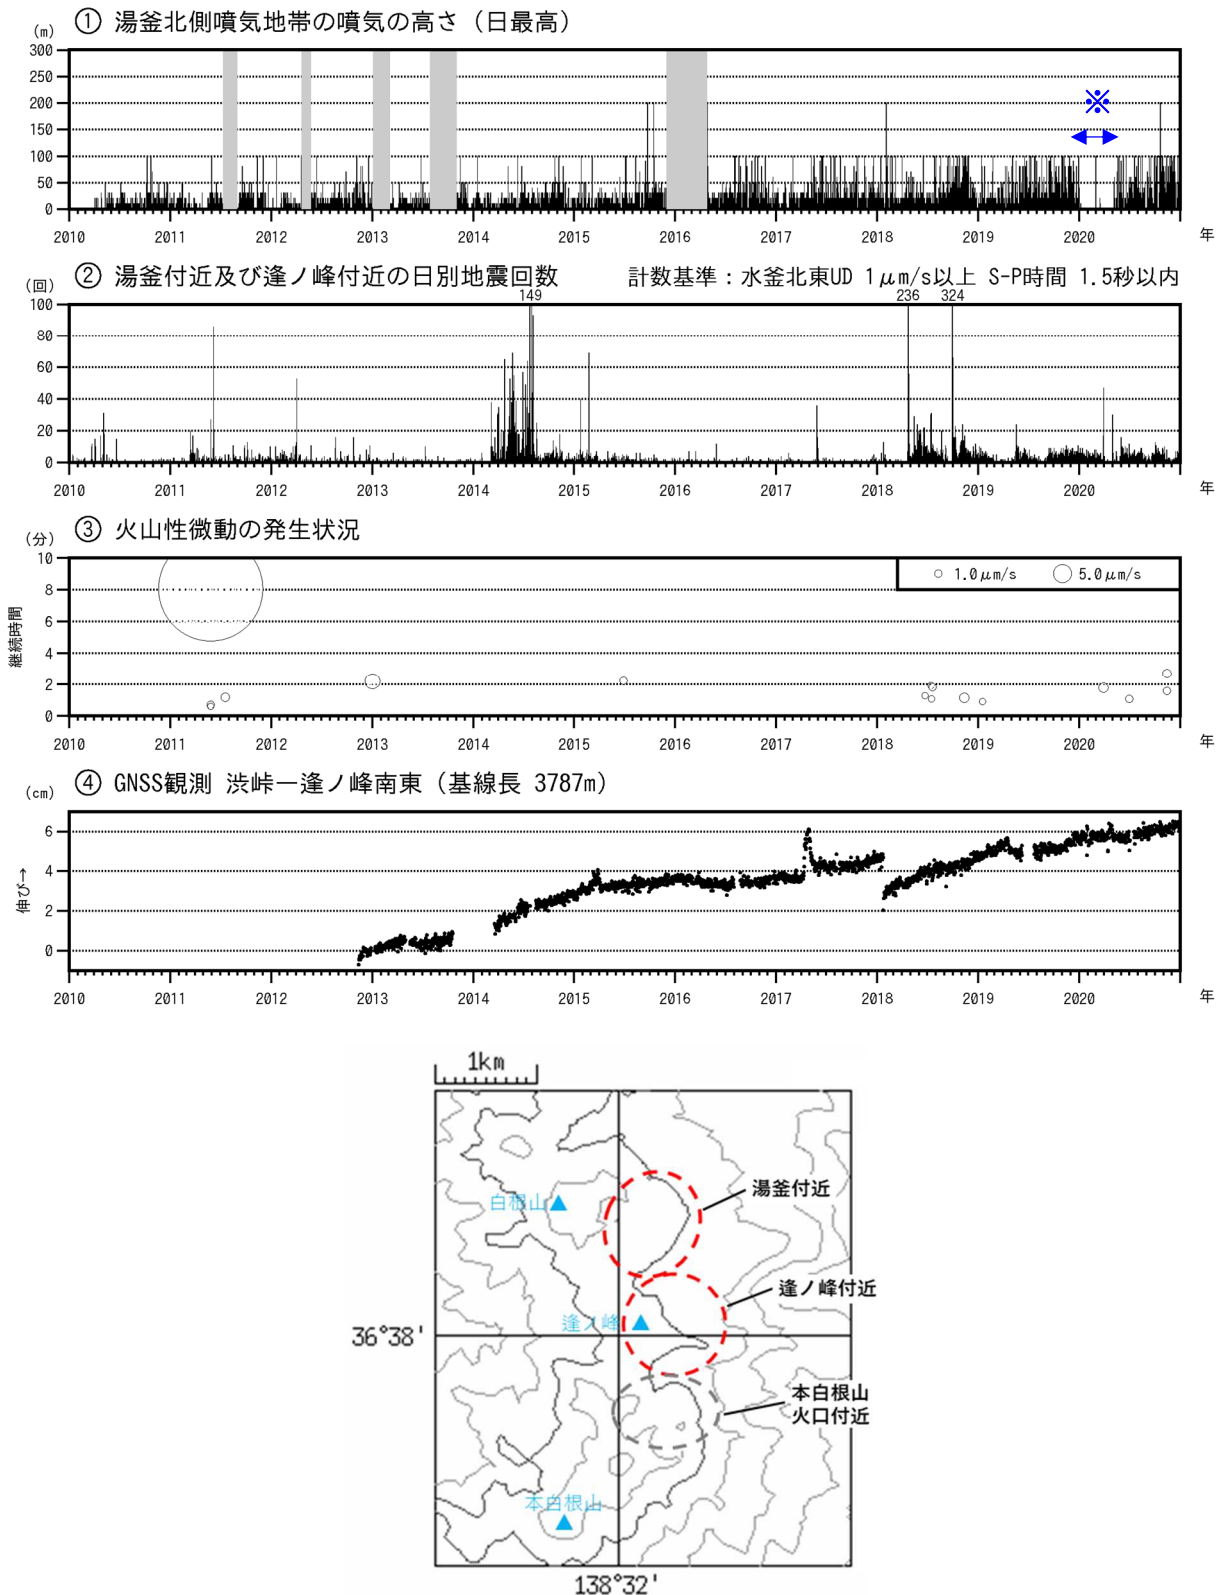 ① 湯釜北側噴気地帯の噴気の高さ（日最高）
(m)
300
250
200
150
100
50
0
※
2010 2011 2012 2013 2014 2015 2016 2017 2018 2019 2020 年
② 湯釜付近及び逢ノ峰付近の日別地震回数 計数基準：水釜北東UD 1μm/s以上 S-P時間 1.5秒以内
(回)
149 236 324
100
80
60
40
20
0
2010 2011 2012 2013 2014 2015 2016 2017 2018 2019 2020 年
③ 火山性微動の発生状況
(分)
10
8
6
4
2
0
継続時間
1.0μm/s 5.0μm/s
2010 2011 2012 2013 2014 2015 2016 2017 2018 2019 2020 年
④ GNSS観測 渋峠－逢ノ峰南東（基線長 3787m）
(cm)
6
4
2
0
伸び→
2010 2011 2012 2013 2014 2015 2016 2017 2018 2019 2020 年
1km
湯釜付近
白根山
逢ノ峰付近
逢ノ峰
36°38'
本白根山
火口付近
本白根山
138°32'